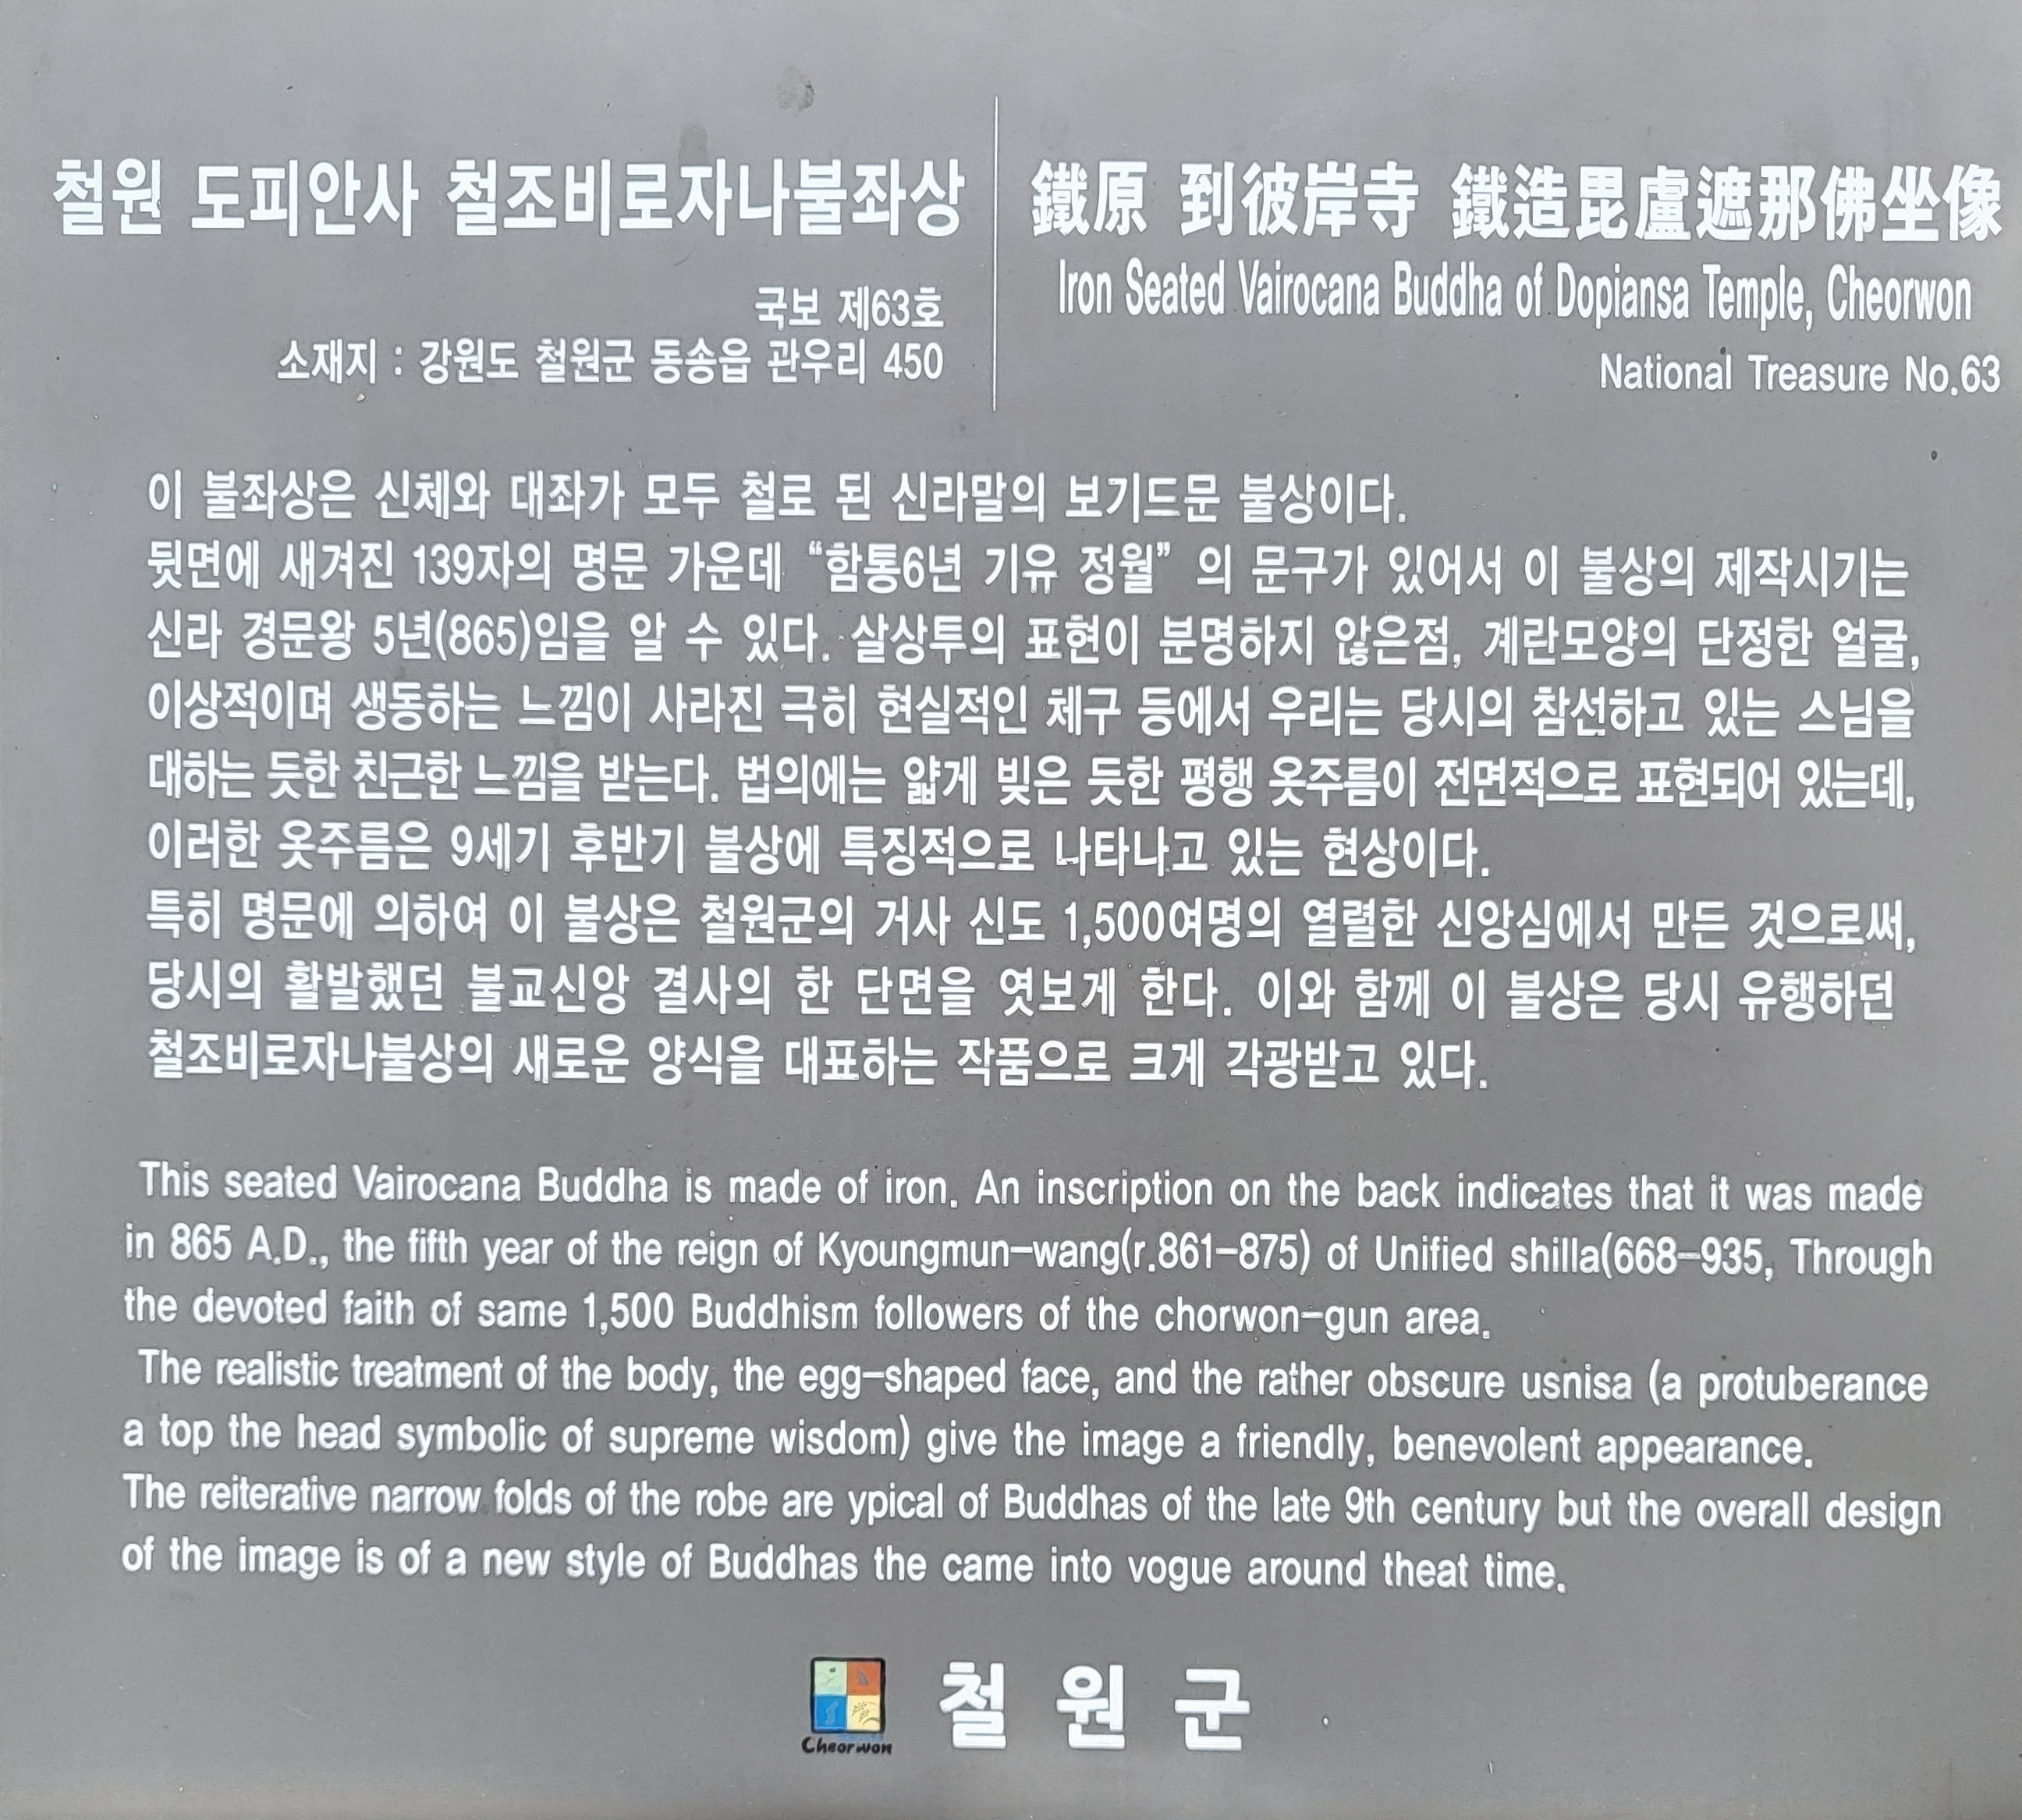 철원 도피안사 철조비로자나불좌상
국보 제63호
소재지 : 강원도 철원군 동송읍 관우리 450
鐵原 到彼岸寺 鐵造毘盧遮那佛坐像
Iron Seated Vairocana Buddha of Dopiansa Temple, Cheorwon
National Treasure No.63
이 불좌상은 신체와 대좌가 모두 철로 된 신라말의 보기드문 불상이다.
뒷면에 새겨진 139자의 명문 가운데 “함통6년 기유 정월” 의 문구가 있어서 이 불상의 제작시기는
신라 경문왕 5년(865)임을 알 수 있다. 살상투의 표현이 분명하지 않은점, 계란모양의 단정한 얼굴,
이상적이며 생동하는 느낌이 사라진 극히 현실적인 체구 등에서 우리는 당시의 참선하고 있는 스님을
대하는 듯한 친근한 느낌을 받는다. 법의에는 얇게 빚은 듯한 평행 옷주름이 전면적으로 표현되어 있는데,
이러한 옷주름은 9세기 후반기 불상에 특징적으로 나타나고 있는 현상이다.
특히 명문에 의하여 이 불상은 철원군의 거사 신도 1,500여명의 열렬한 신앙심에서 만든 것으로써,
당시의 활발했던 불교신앙 결사의 한 단면을 엿보게 한다. 이와 함께 이 불상은 당시 유행하던
철조비로자나불상의 새로운 양식을 대표하는 작품으로 크게 각광받고 있다.
This seated Vairocana Buddha is made of iron. An inscription on the back indicates that it was made
in 865 A.D., the fifth year of the reign of Kyoungmun-wang(r.861-875) of Unified shilla(668-935, Through
the devoted faith of same 1,500 Buddhism followers of the chorwon-gun area.
The realistic treatment of the body, the egg-shaped face, and the rather obscure usnisa (a protuberance
a top the head symbolic of supreme wisdom) give the image a friendly, benevolent appearance.
The reiterative narrow folds of the robe are ypical of Buddhas of the late 9th century but the overall design
of the image is of a new style of Buddhas the came into vogue around theat time.
Cheorwon
철원군